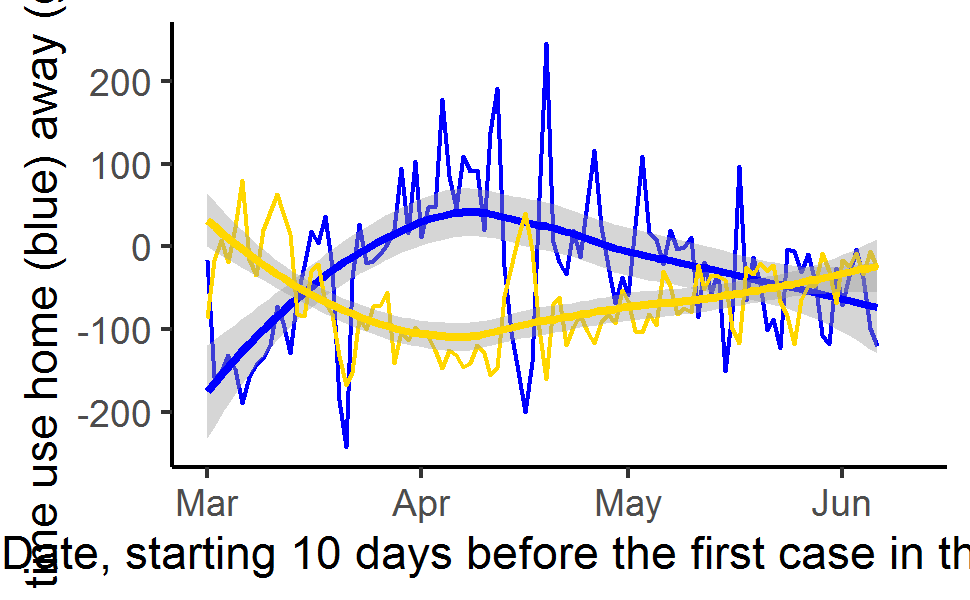 time use home (blue) away (
200
100
0
-100
-200
Mar Apr May Jun
Date, starting 10 days before the first case in th